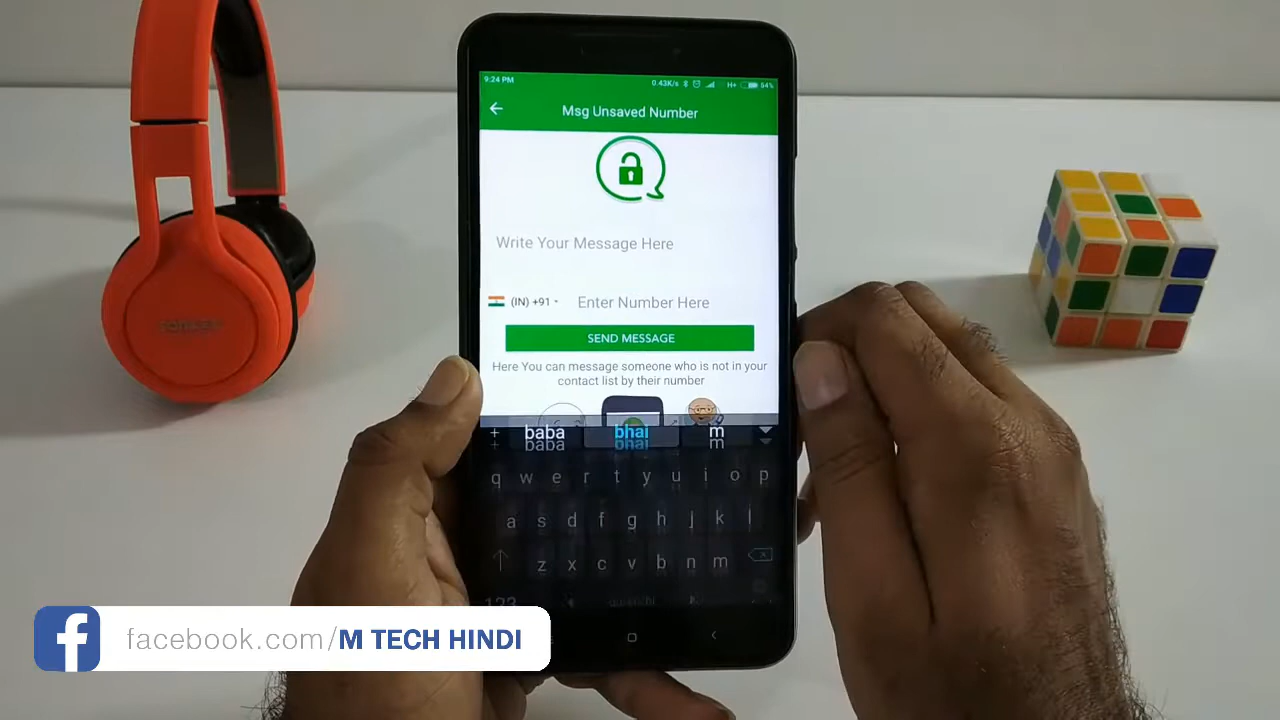 9:24 PM
0.43K/s H+ 54%
Msg Unsaved Number
Write Your Message Here
(IN) +91
Enter Number Here
SEND MESSAGE
Here You can message someone who is not in your
contact list by their number
+ baba bhai m
+ baba bhai m
q w e r t y u i o p
a s d f g h j k l
z x c v b n m
123
facebook.com/M TECH HINDI